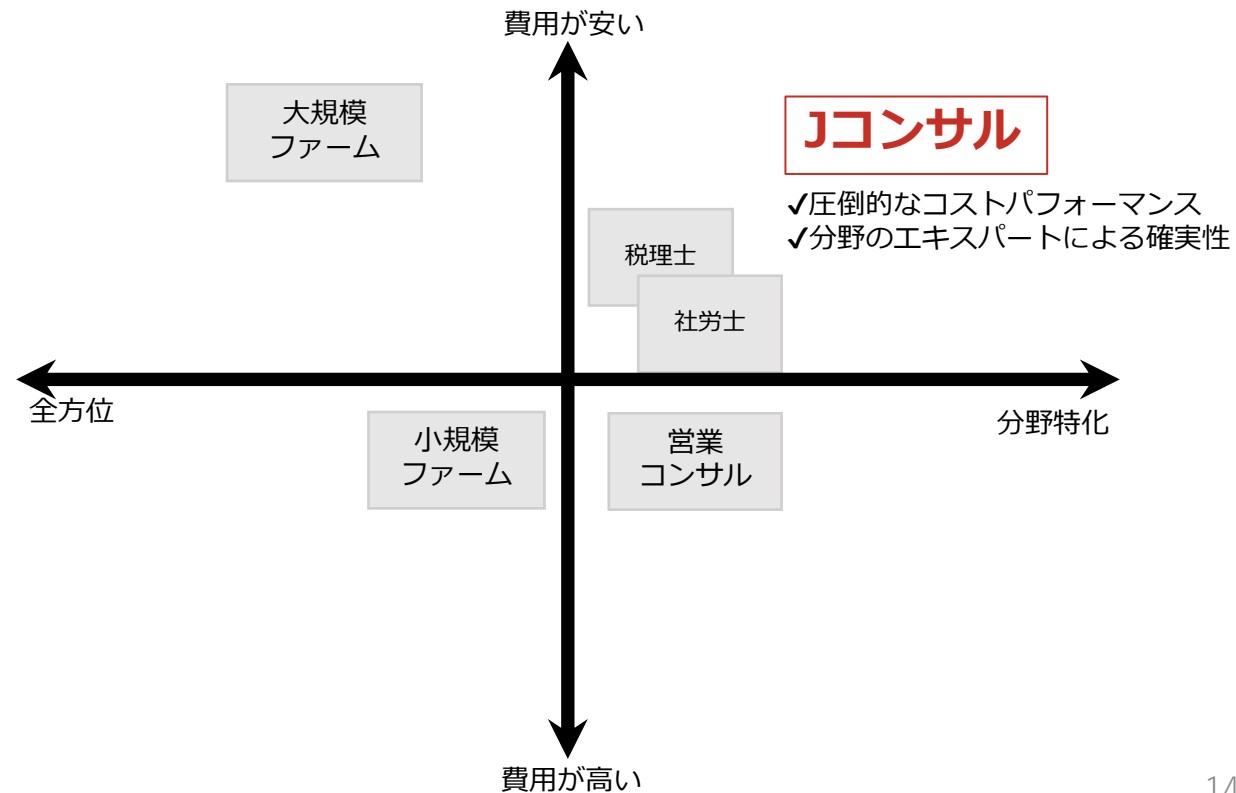 費用が安い
大規模
ファーム
Jコンサル
✓圧倒的なコストパフォーマンス
✓分野のエキスパートによる確実性
税理士
社労士
全方位
分野特化
小規模
ファーム
営業
コンサル
費用が高い
14